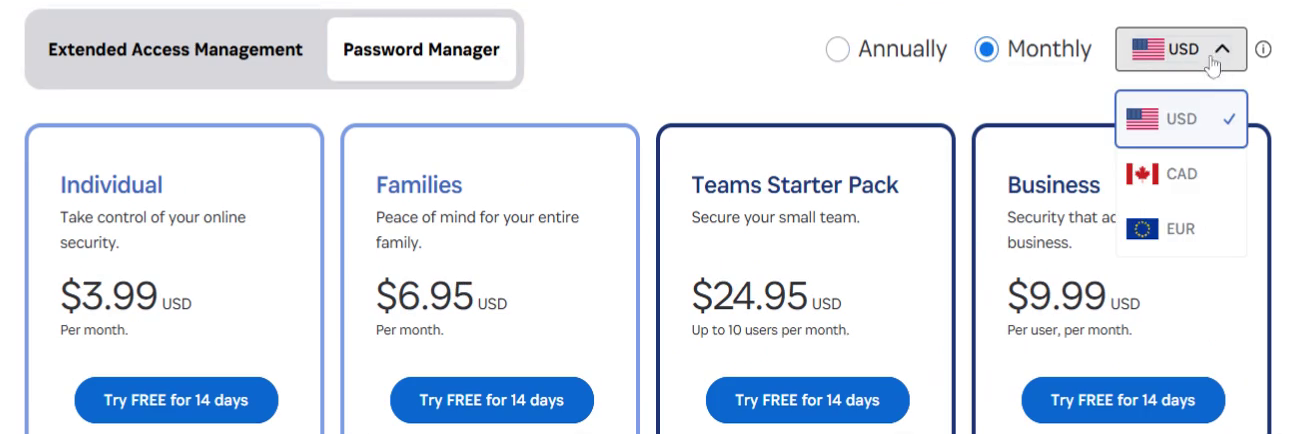 Extended Access Management
Password Manager
Annually
Monthly
USD
USD
CAD
EUR
Individual
Take control of your online
security.
$3.99 USD
Per month.
Try FREE for 14 days
Families
Peace of mind for your entire
family.
$6.95 USD
Per month.
Try FREE for 14 days
Teams Starter Pack
Secure your small team.
$24.95 USD
Up to 10 users per month.
Try FREE for 14 days
Business
Security that
business.
$9.99 USD
Per user, per month.
Try FREE for 14 days